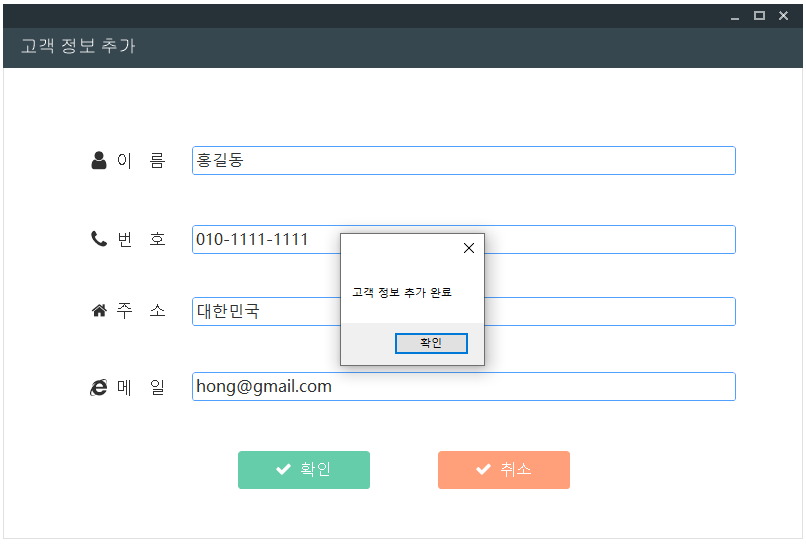 고객 정보 추가
이 름
홍길동
번 호
010-1111-1111
고객 정보 추가 완료
확인
주 소
대한민국
메 일
hong@gmail.com
확인
취소